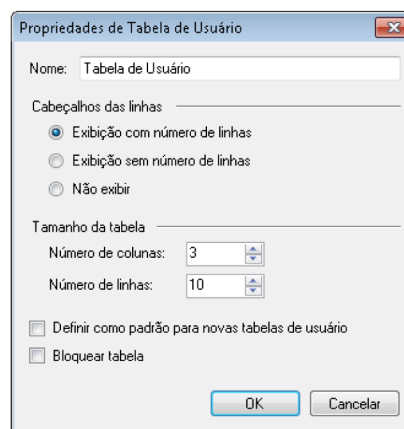 Propriedades de Tabela de Usuário
Nome: Tabela de Usuário
Cabeçalhos das linhas
Exibição com número de linhas
Exibição sem número de linhas
Não exibir
Tamanho da tabela
Número de colunas: 3
Número de linhas: 10
Definir como padrão para novas tabelas de usuário
Bloquear tabela
OK Cancelar